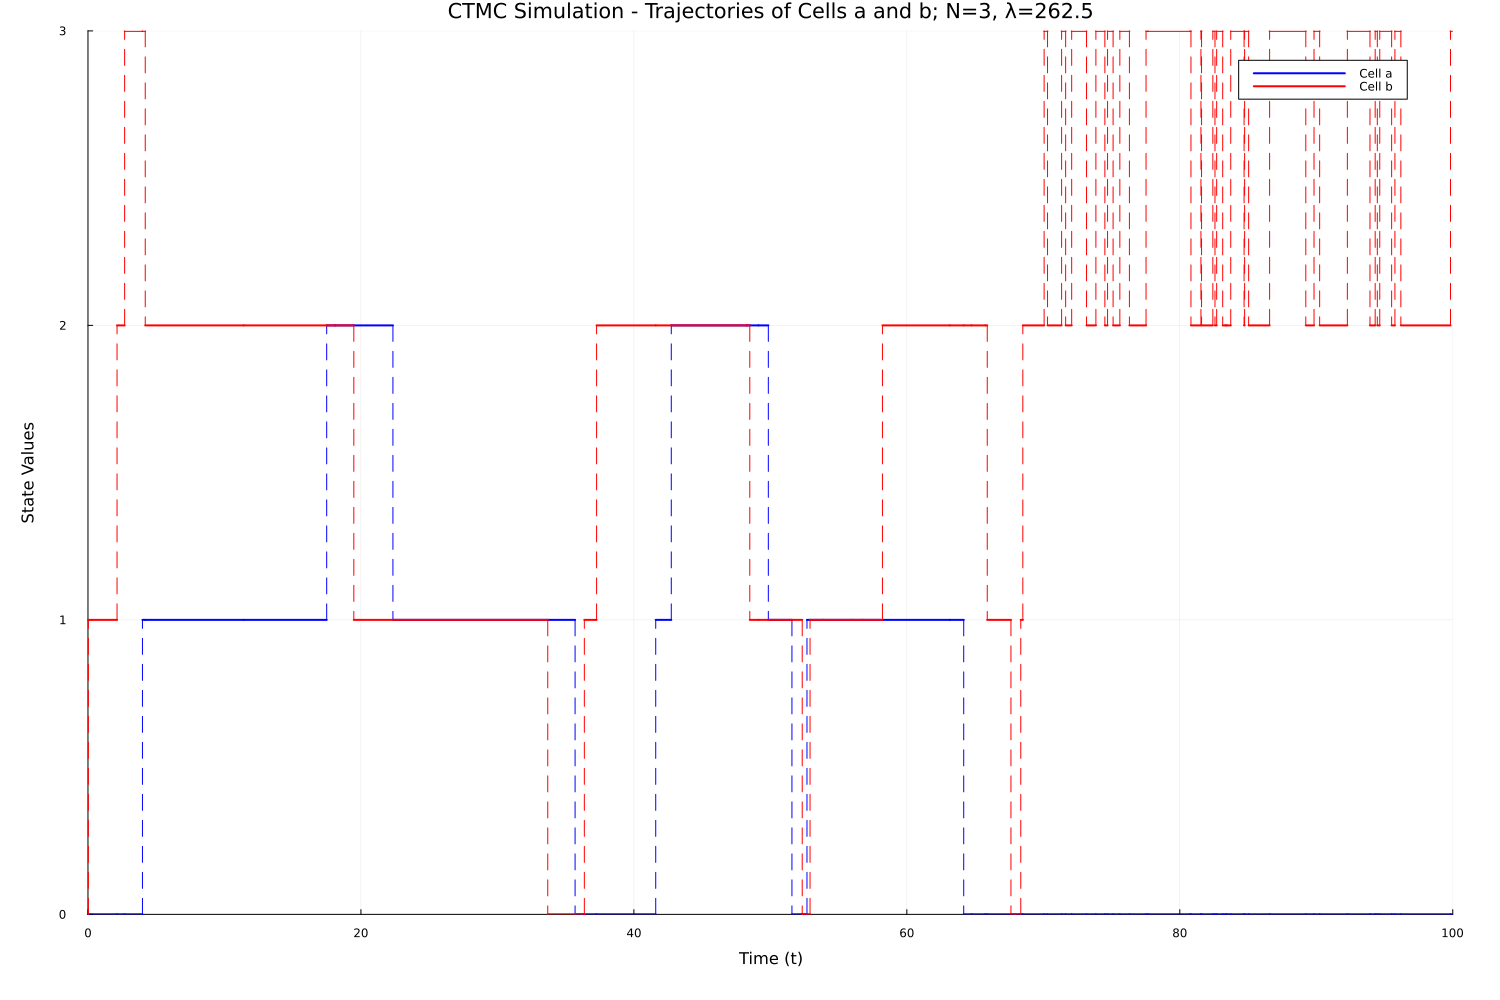 CTMC Simulation - Trajectories of Cells a and b; N=3, λ=262.5
3
Cell a
Cell b
2
State Values
1
0
0 20 40 60 80 100
Time (t)